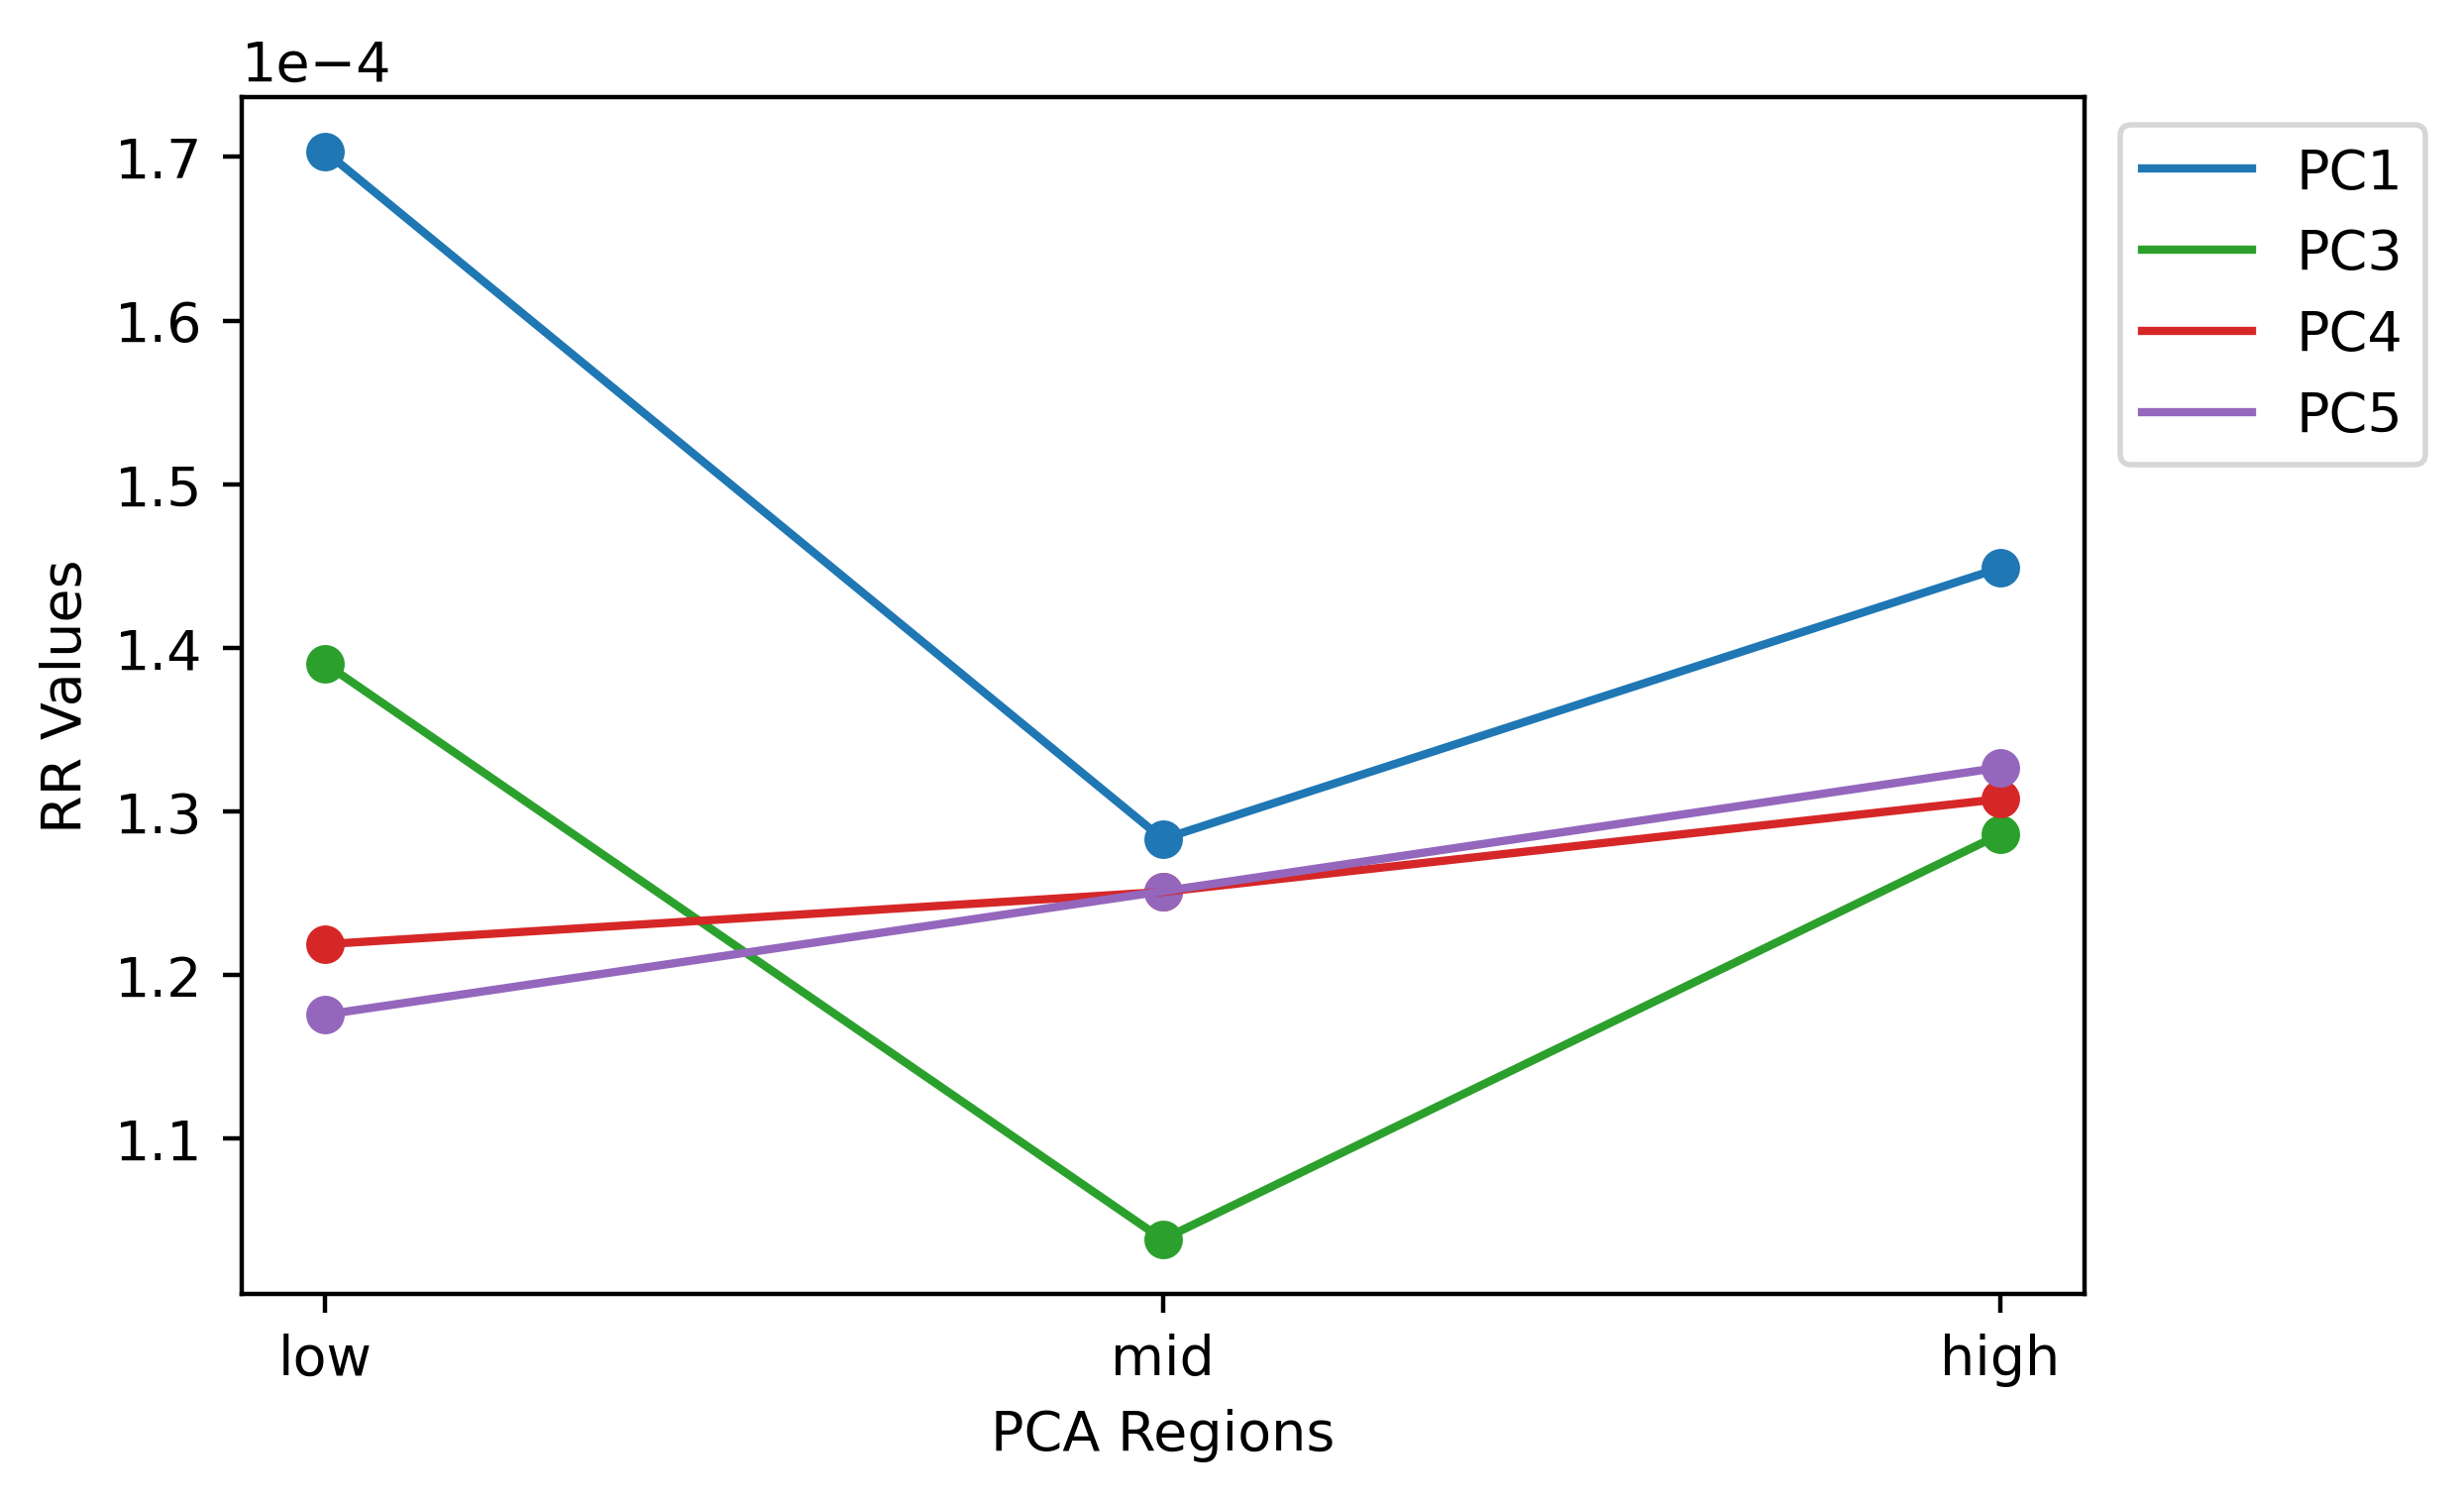 1e−4
1.7
1.6
1.5
1.4
1.3
1.2
1.1
RR Values
low
mid
high
PCA Regions
PC1
PC3
PC4
PC5